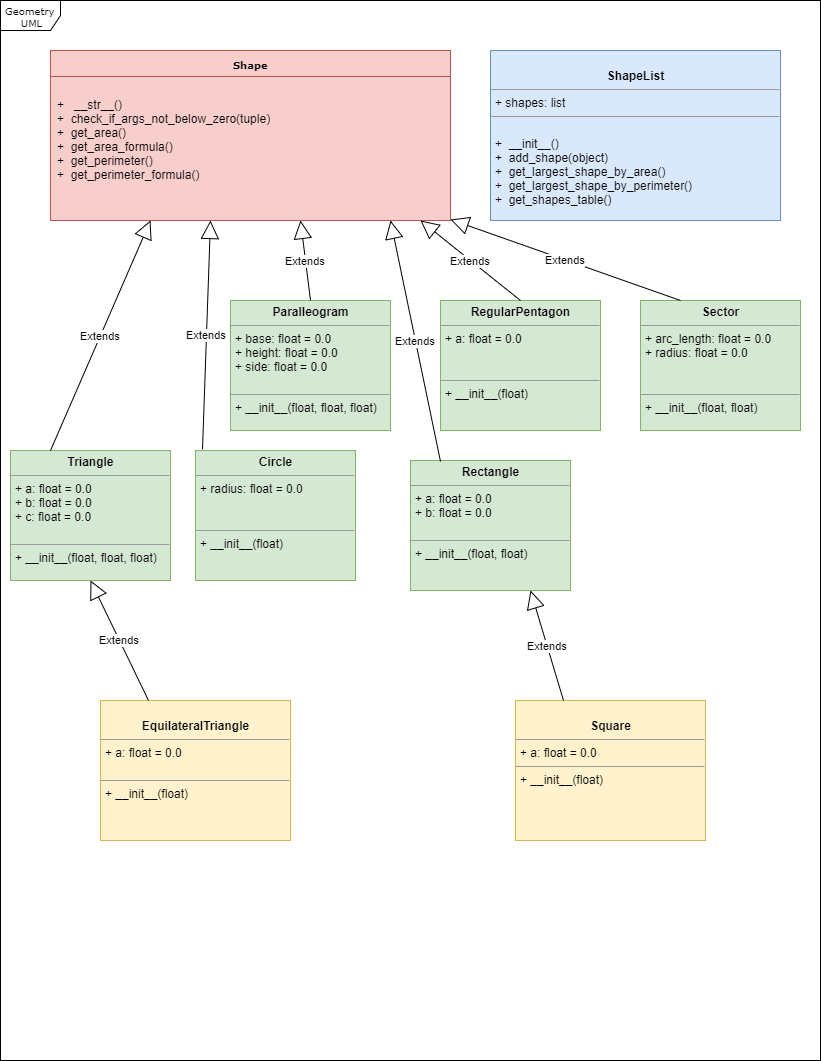 Geometry
UML
Shape
+ __str__()
+ check_if_args_not_below_zero(tuple)
+ get_area()
+ get_area_formula()
+ get_perimeter()
+ get_perimeter_formula()
ShapeList
+ shapes: list
+ __init__()
+ add_shape(object)
+ get_largest_shape_by_area()
+ get_largest_shape_by_perimeter()
+ get_shapes_table()
Extends
Extends
Extends
Extends
Extends
Extends
Paralleogram
+ base: float = 0.0
+ height: float = 0.0
+ side: float = 0.0
+ __init__(float, float, float)
RegularPentagon
+ a: float = 0.0
+ __init__(float)
Sector
+ arc_length: float = 0.0
+ radius: float = 0.0
+ __init__(float, float)
Triangle
+ a: float = 0.0
+ b: float = 0.0
+ c: float = 0.0
+ __init__(float, float, float)
Circle
+ radius: float = 0.0
+ __init__(float)
Rectangle
+ a: float = 0.0
+ b: float = 0.0
+ __init__(float, float)
Extends
Extends
EquilateralTriangle
+ a: float = 0.0
+ __init__(float)
Square
+ a: float = 0.0
+ __init__(float)